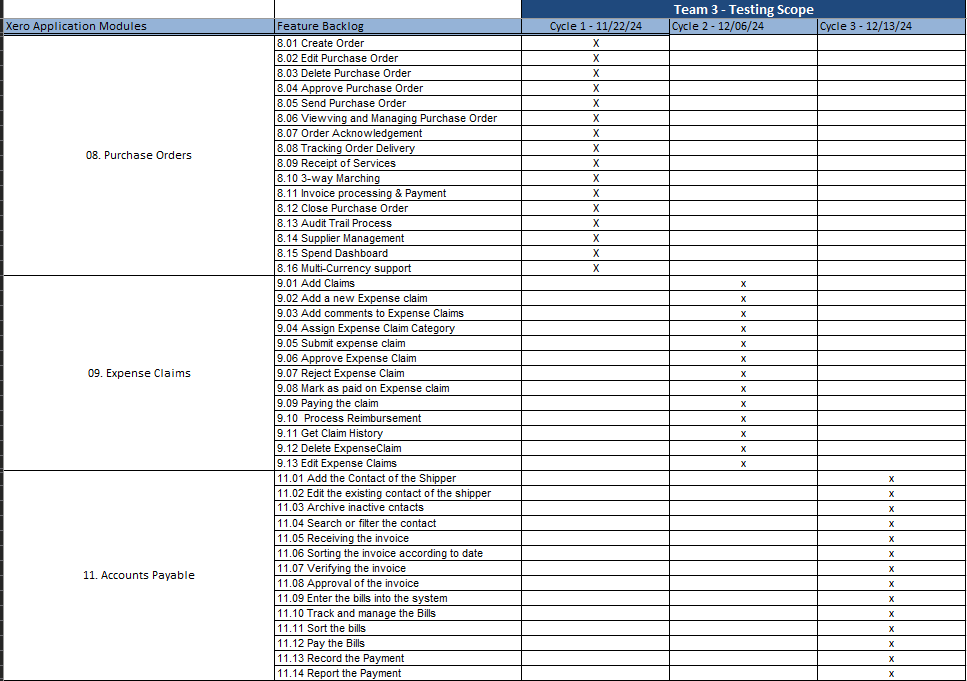 Team 3 - Testing Scope
Xero Application Modules Feature Backlog Cycle 1 - 11/22/24 Cycle 2 - 12/06/24 Cycle 3 - 12/13/24
8.01 Create Order X
8.02 Edit Purchase Order X
8.03 Delete Purchase Order X
8.04 Approve Purchase Order X
8.05 Send Purchase Order X
8.06 Viewving and Managing Purchase Order X
8.07 Order Acknowledgement X
08. Purchase Orders
8.08 Tracking Order Delivery X
8.09 Receipt of Services X
8.10 3-way Marching X
8.11 Invoice processing & Payment X
8.12 Close Purchase Order X
8.13 Audit Trail Process X
8.14 Supplier Management X
8.15 Spend Dashboard X
8.16 Multi-Currency support X
9.01 Add Claims x
9.02 Add a new Expense claim x
9.03 Add comments to Expense Claims x
9.04 Assign Expense Claim Category x
9.05 Submit expense claim x
9.06 Approve Expense Claim x
09. Expense Claims 9.07 Reject Expense Claim x
9.08 Mark as paid on Expense claim x
9.09 Paying the claim x
9.10 Process Reimbursement x
9.11 Get Claim History x
9.12 Delete ExpenseClaim x
9.13 Edit Expense Claims x
11.01 Add the Contact of the Shipper x
11.02 Edit the existing contact of the shipper x
11.03 Archive inactive cntacts x
11.04 Search or filter the contact x
11.05 Receiving the invoice x
11.06 Sorting the invoice according to date x
11.07 Verifying the invoice x
11. Accounts Payable
11.08 Approval of the invoice x
11.09 Enter the bills into the system x
11.10 Track and manage the Bills x
11.11 Sort the bills x
11.12 Pay the Bills x
11.13 Record the Payment x
11.14 Report the Payment x